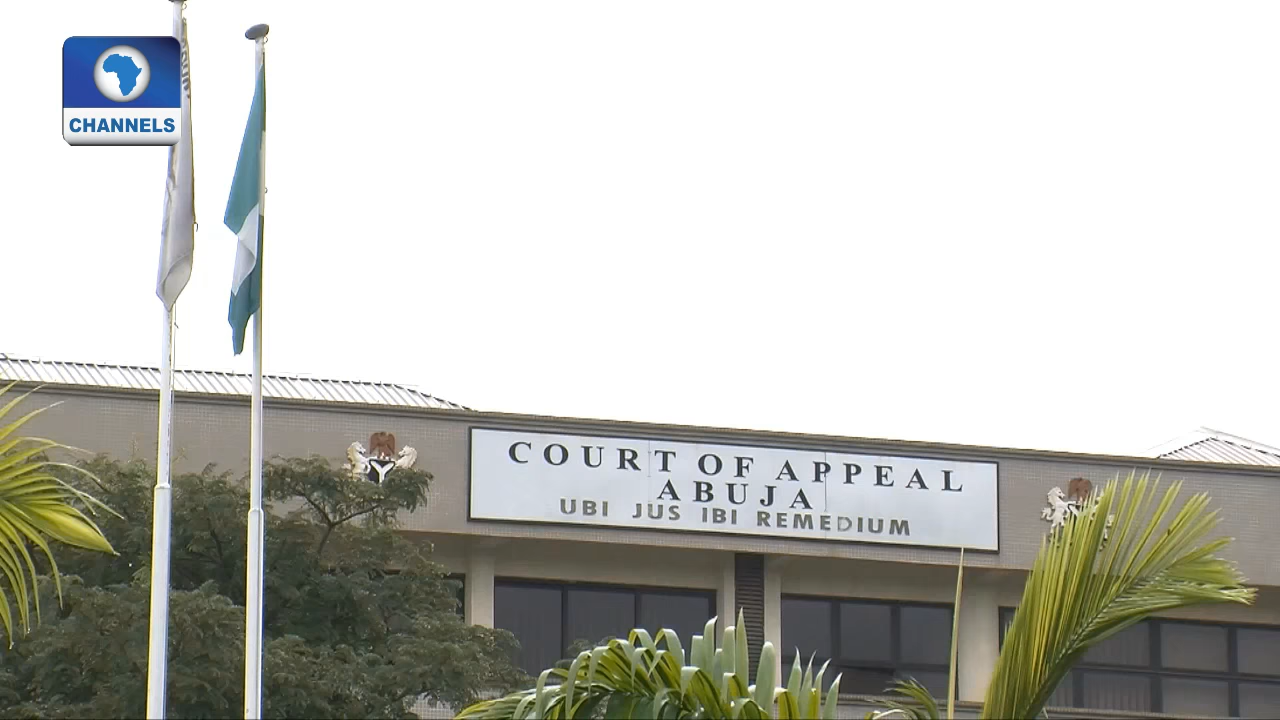 CHANNELS
COURT OF APPEAL
ABUJA
UBI JUS IBI REMEDIUM